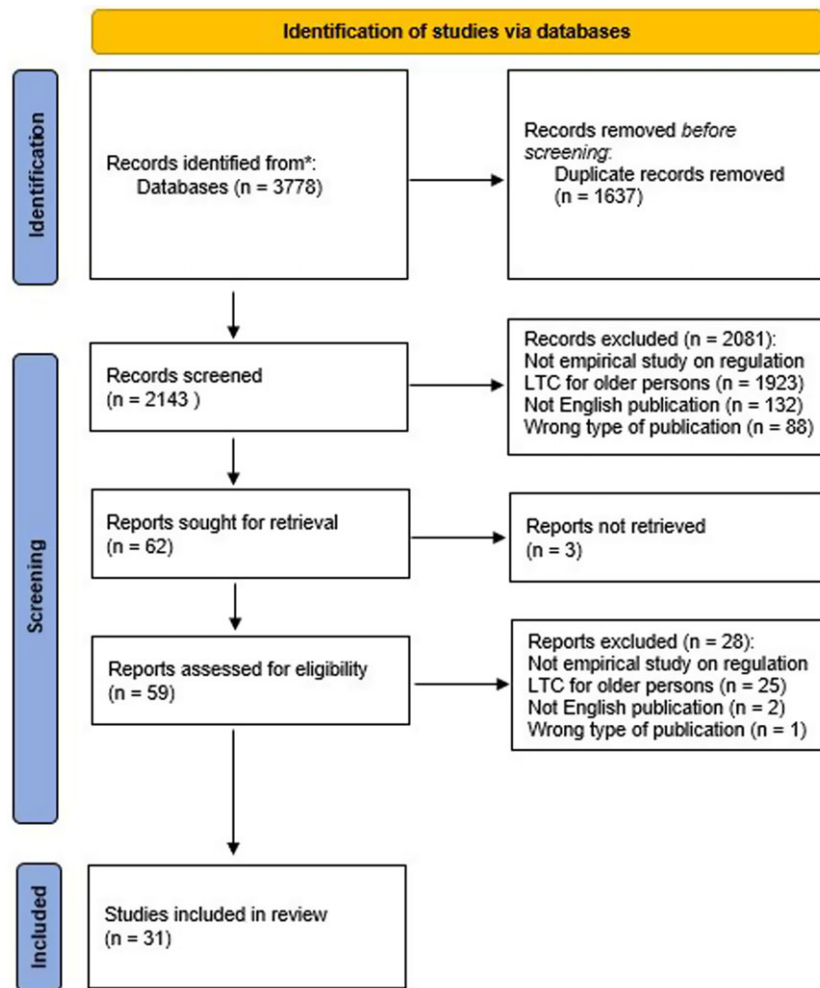 Identification of studies via databases
Identification
Records identified from*:
Databases (n = 3778)
Records removed before
screening:
Duplicate records removed
(n = 1637)
Screening
Records screened
(n = 2143 )
Records excluded (n = 2081):
Not empirical study on regulation
LTC for older persons (n = 1923)
Not English publication (n = 132)
Wrong type of publication (n = 88)
Reports sought for retrieval
(n = 62)
Reports not retrieved
(n = 3)
Reports assessed for eligibility
(n = 59)
Reports excluded (n = 28):
Not empirical study on regulation
LTC for older persons (n = 25)
Not English publication (n = 2)
Wrong type of publication (n = 1)
Included
Studies included in review
(n = 31)